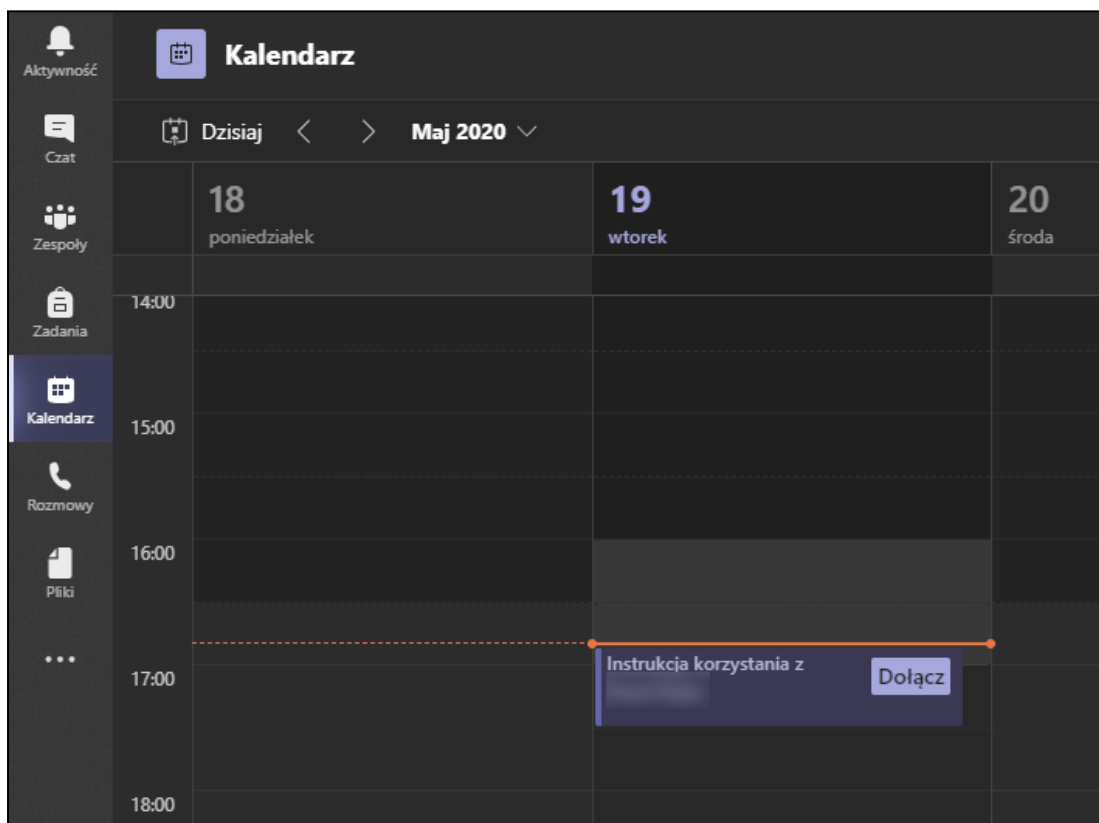 Aktywność
Czat
Zespoły
Zadania
Kalendarz
Rozmowy
Pliki
Kalendarz
Dzisiaj
Maj 2020
18
poniedziałek
19
wtorek
20
środa
14:00
15:00
16:00
17:00
18:00
Instrukcja korzystania z
Dołącz